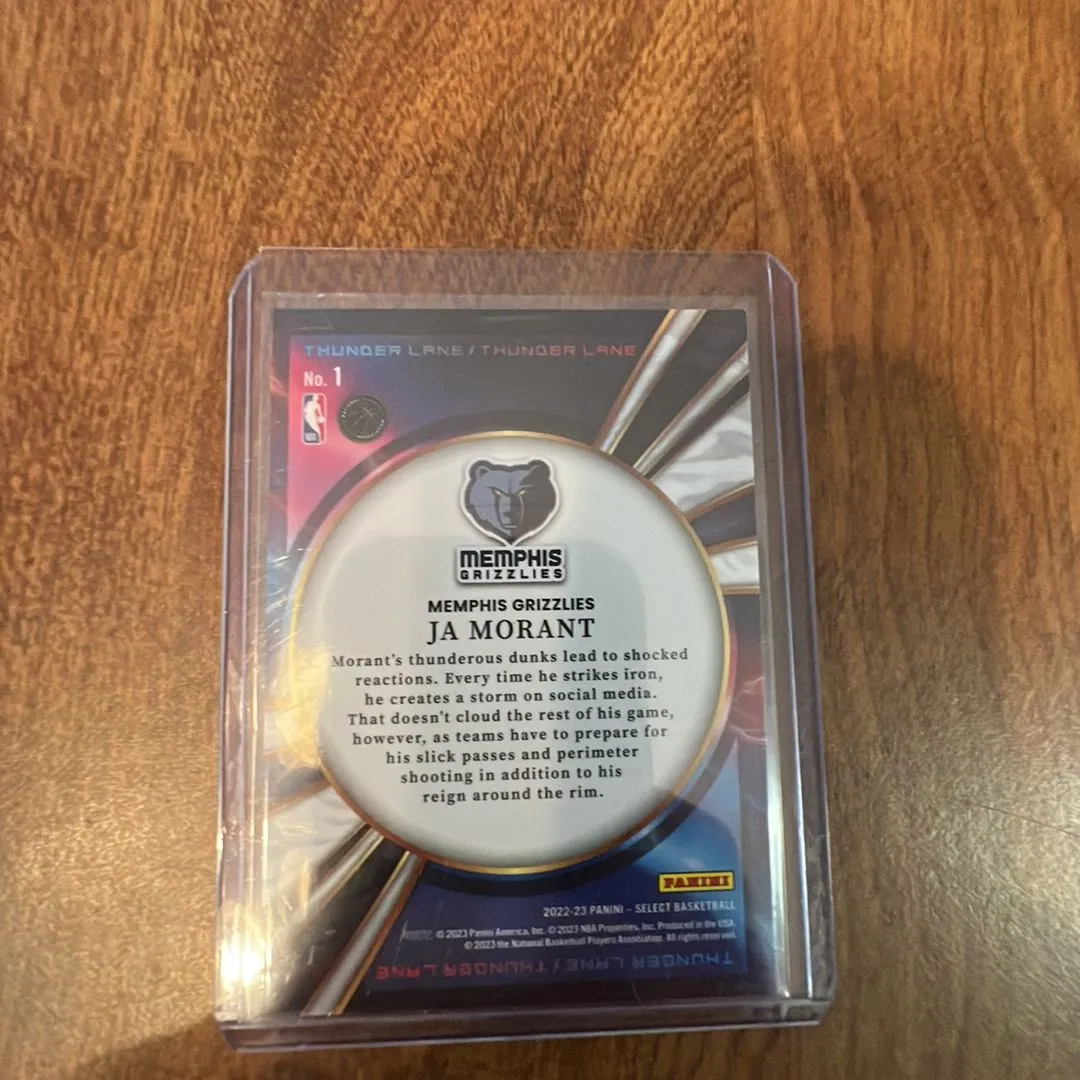 THUNDER LANE / THUNDER LANE
No. 1
MEMPHIS
GRIZZLIES
MEMPHIS GRIZZLIES
JA MORANT
Morant's thunderous dunks lead to shocked
reactions. Every time he strikes iron,
he creates a storm on social media.
That doesn't cloud the rest of his game,
however, as teams have to prepare for
his slick passes and perimeter
shooting in addition to his
reign around the rim.
PANINI
2022-23 PANINI – SELECT BASKETBALL
© 2023 Panini America, Inc. © 2023 NBA Properties, Inc. Produced in the USA.
© 2023 the National Basketball Players Association. All rights reserved.
THUNDER LANE / THUNDER LANE